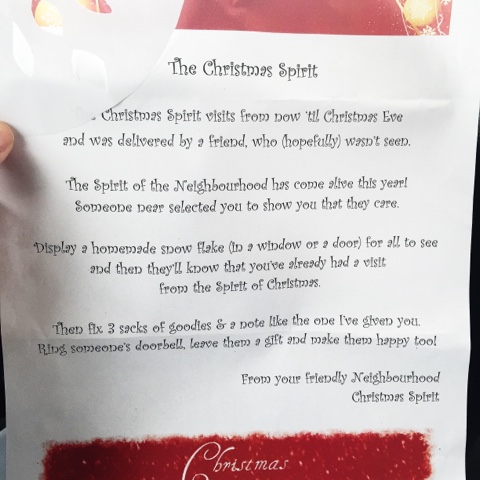 The Christmas Spirit
Christmas Spirit visits from now 'til Christmas Eve
and was delivered by a friend, who (hopefully) wasn't seen.
The Spirit of the Neighbourhood has come alive this year!
Someone near selected you to show you that they care.
Display a homemade snow flake (in a window or a door) for all to see
and then they'll know that you've already had a visit
from the Spirit of Christmas.
Then fix 3 sacks of goodies & a note like the one I've given you.
Ring someone's doorbell, leave them a gift and make them happy too!
From your friendly Neighbourhood
Christmas Spirit
Christmas